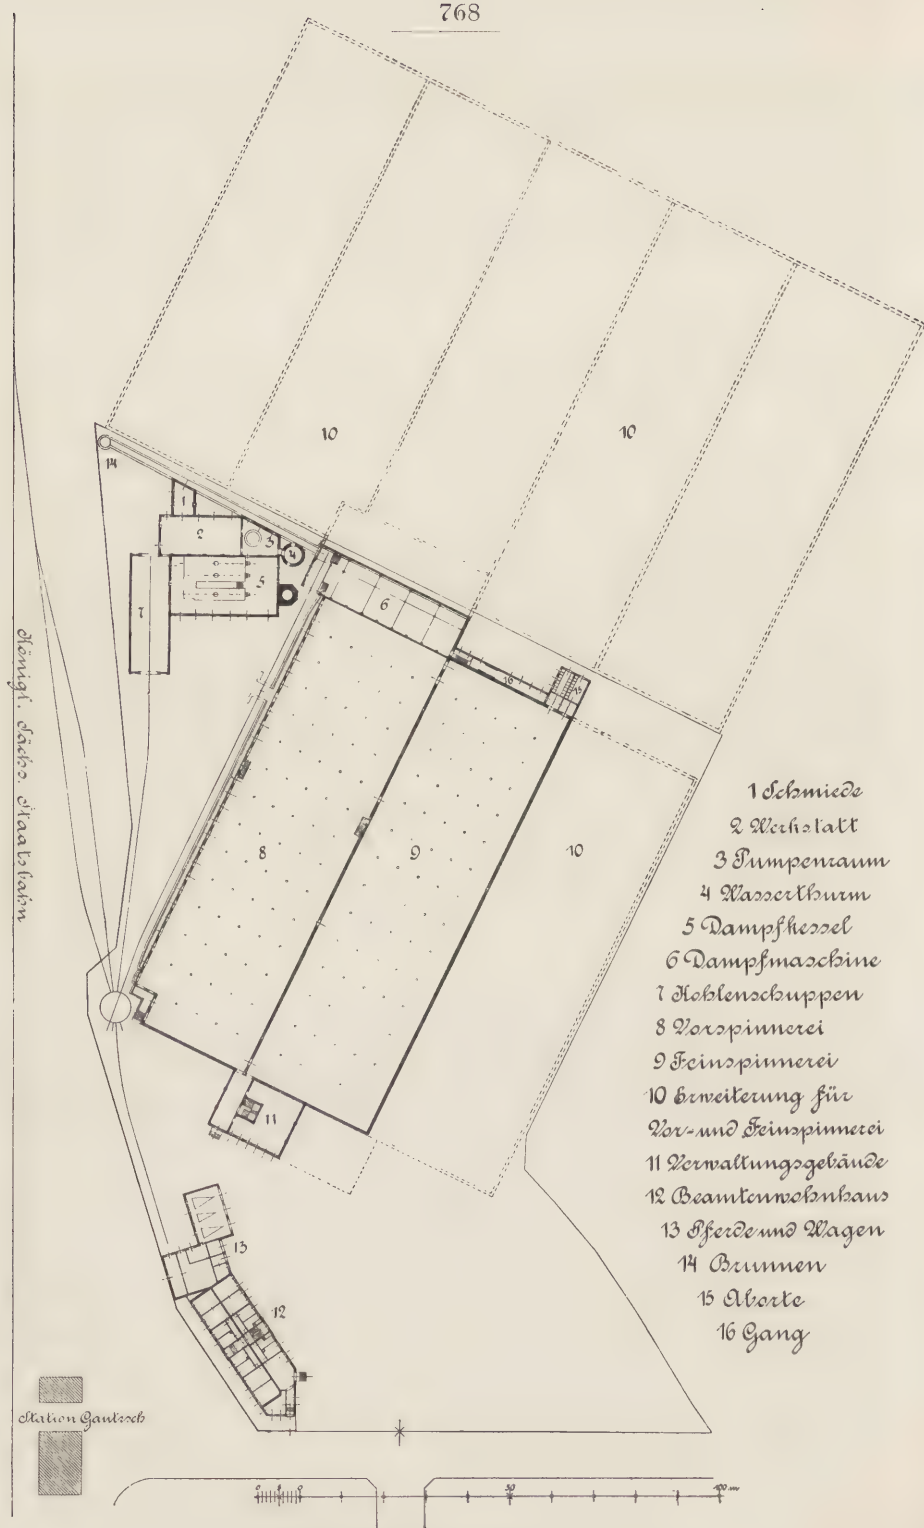 768
10
10
14
1
2
3
4
5
7
6
16
15
8
9
10
11
13
12
Königl. Sächs. Staatsbahn
1 Schmiede
2 Werkstatt
3 Pumpenraum
4 Wasserthurm
5 Dampfkessel
6 Dampfmaschine
7 Kohlenschuppen
8 Vorspinnerei
9 Feinspinnerei
10 Erweiterung für
Vor- und Feinspinnerei
11 Verwaltungsgebäude
12 Beamtenwohnhaus
13 Pferde und Wagen
14 Brunnen
15 Aborte
16 Gang
Station Gautzsch
0 5 0 50 100 m